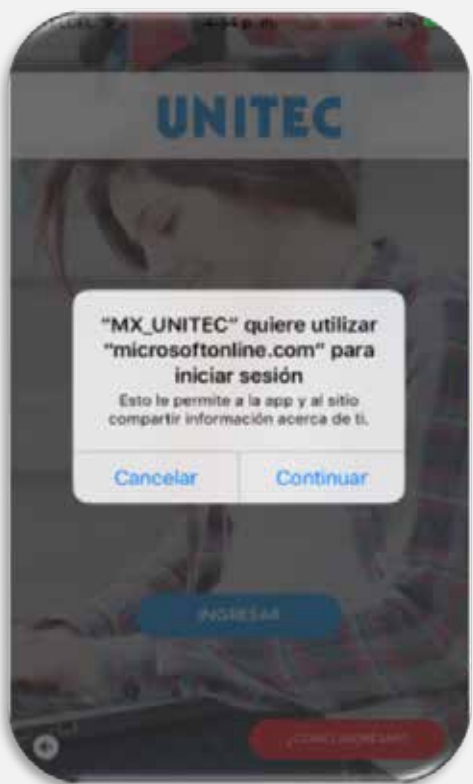 UNITEC
"MX_UNITEC" quiere utilizar
"microsoftonline.com" para
iniciar sesión
Esto le permite a la app y al sitio
compartir información acerca de ti.
Cancelar
Continuar
INGRESAR